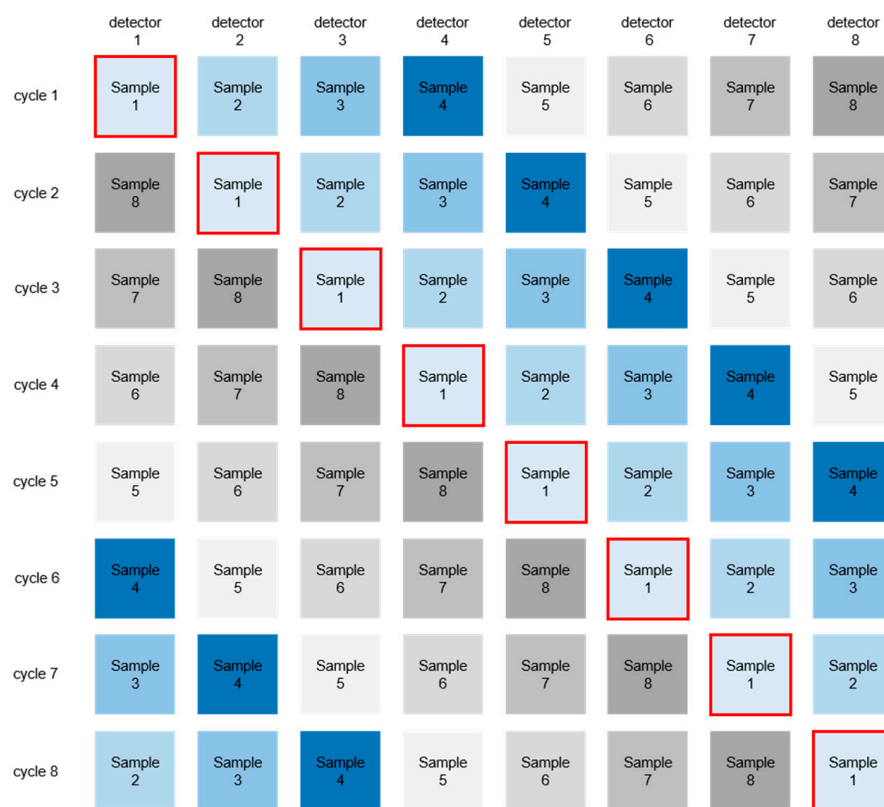 detector detector detector detector detector detector detector detector
1 2 3 4 5 6 7 8
cycle 1
Sample Sample Sample Sample Sample Sample Sample Sample
1 2 3 4 5 6 7 8
cycle 2
Sample Sample Sample Sample Sample Sample Sample Sample
8 1 2 3 4 5 6 7
cycle 3
Sample Sample Sample Sample Sample Sample Sample Sample
7 8 1 2 3 4 5 6
cycle 4
Sample Sample Sample Sample Sample Sample Sample Sample
6 7 8 1 2 3 4 5
cycle 5
Sample Sample Sample Sample Sample Sample Sample Sample
5 6 7 8 1 2 3 4
cycle 6
Sample Sample Sample Sample Sample Sample Sample Sample
4 5 6 7 8 1 2 3
cycle 7
Sample Sample Sample Sample Sample Sample Sample Sample
3 4 5 6 7 8 1 2
cycle 8
Sample Sample Sample Sample Sample Sample Sample Sample
2 3 4 5 6 7 8 1